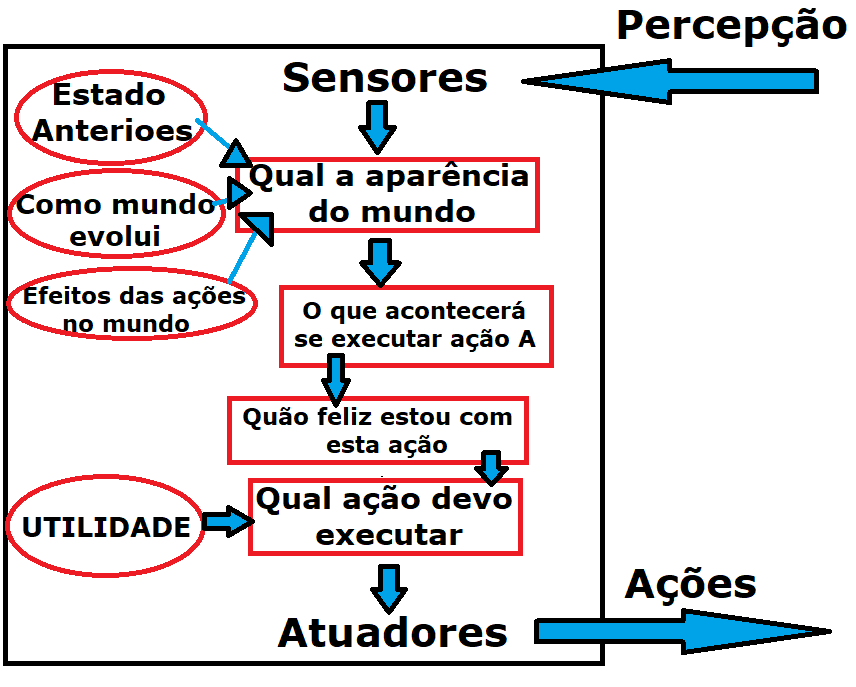 Percepção
Sensores
Estado
Anterioes
Qual a aparência
do mundo
Como mundo
evolui
Efeitos das ações
no mundo
O que acontecerá
se executar ação A
Quão feliz estou com
esta ação
UTILIDADE
Qual ação devo
executar
Ações
Atuadores